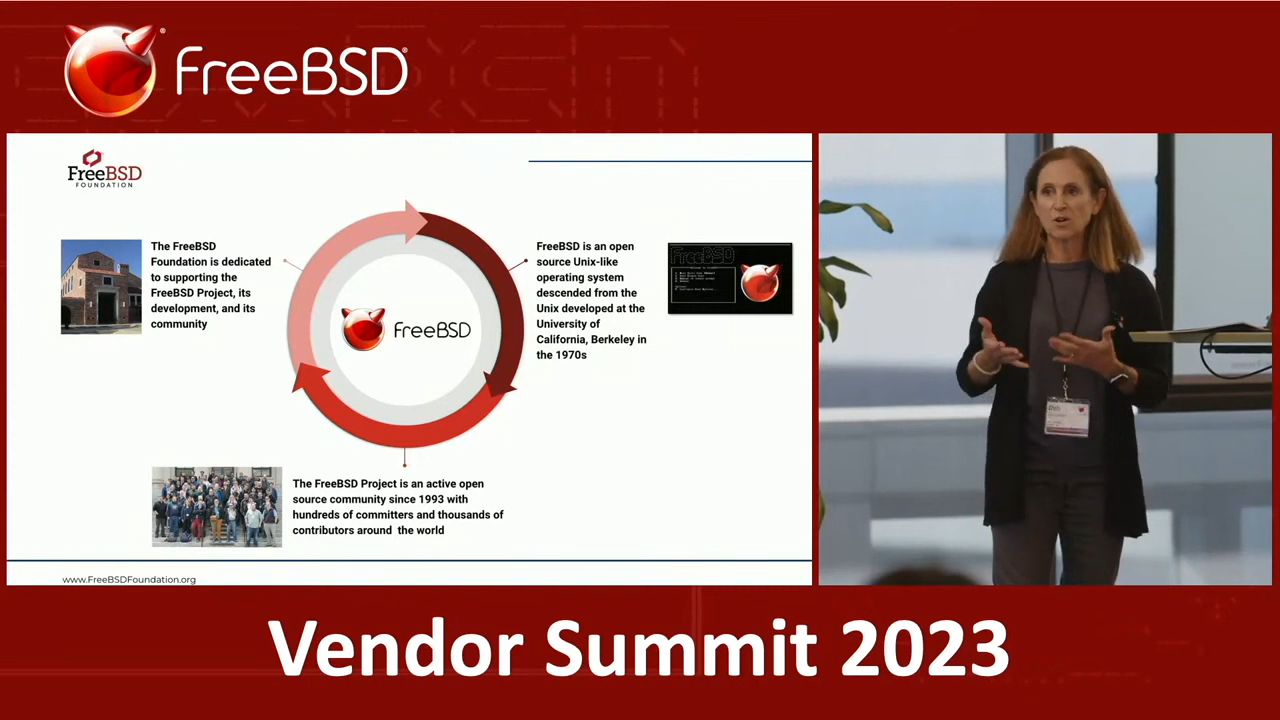 FreeBSD®
FreeBSD
FOUNDATION
The FreeBSD
Foundation is dedicated
to supporting the
FreeBSD Project, its
development, and its
community
FreeBSD
FreeBSD is an open
source Unix-like
operating system
descended from the
Unix developed at the
University of
California, Berkeley in
the 1970s
FreeBSD
The FreeBSD Project is an active open
source community since 1993 with
hundreds of committers and thousands of
contributors around the world
www.FreeBSDFoundation.org
Vendor Summit 2023